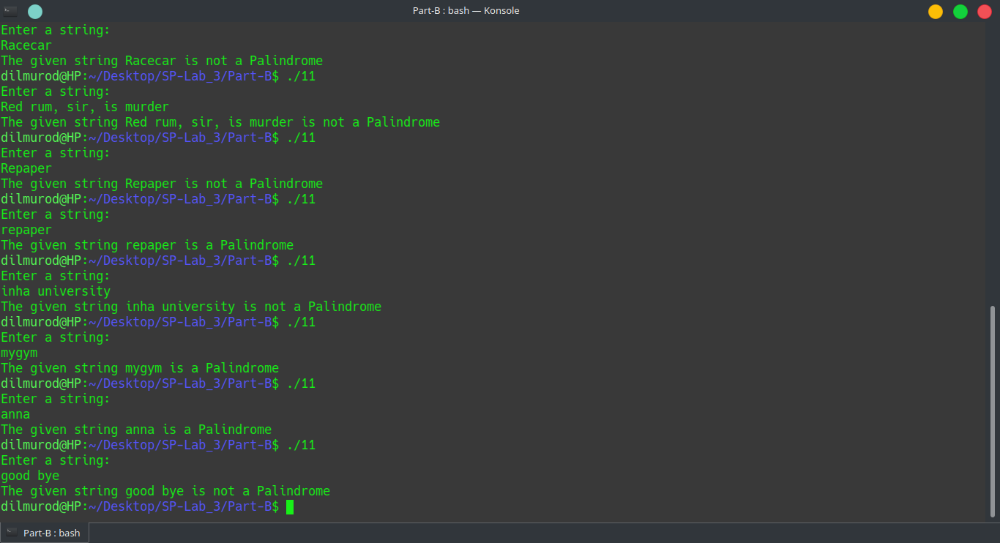 Part-B : bash — Konsole
Enter a string:
Racecar
The given string Racecar is not a Palindrome
dilmurod@HP:~/Desktop/SP-Lab_3/Part-B$ ./11
Enter a string:
Red rum, sir, is murder
The given string Red rum, sir, is murder is not a Palindrome
dilmurod@HP:~/Desktop/SP-Lab_3/Part-B$ ./11
Enter a string:
Repaper
The given string Repaper is not a Palindrome
dilmurod@HP:~/Desktop/SP-Lab_3/Part-B$ ./11
Enter a string:
repaper
The given string repaper is a Palindrome
dilmurod@HP:~/Desktop/SP-Lab_3/Part-B$ ./11
Enter a string:
inha university
The given string inha university is not a Palindrome
dilmurod@HP:~/Desktop/SP-Lab_3/Part-B$ ./11
Enter a string:
mygym
The given string mygym is a Palindrome
dilmurod@HP:~/Desktop/SP-Lab_3/Part-B$ ./11
Enter a string:
anna
The given string anna is a Palindrome
dilmurod@HP:~/Desktop/SP-Lab_3/Part-B$ ./11
Enter a string:
good bye
The given string good bye is not a Palindrome
dilmurod@HP:~/Desktop/SP-Lab_3/Part-B$
Part-B : bash